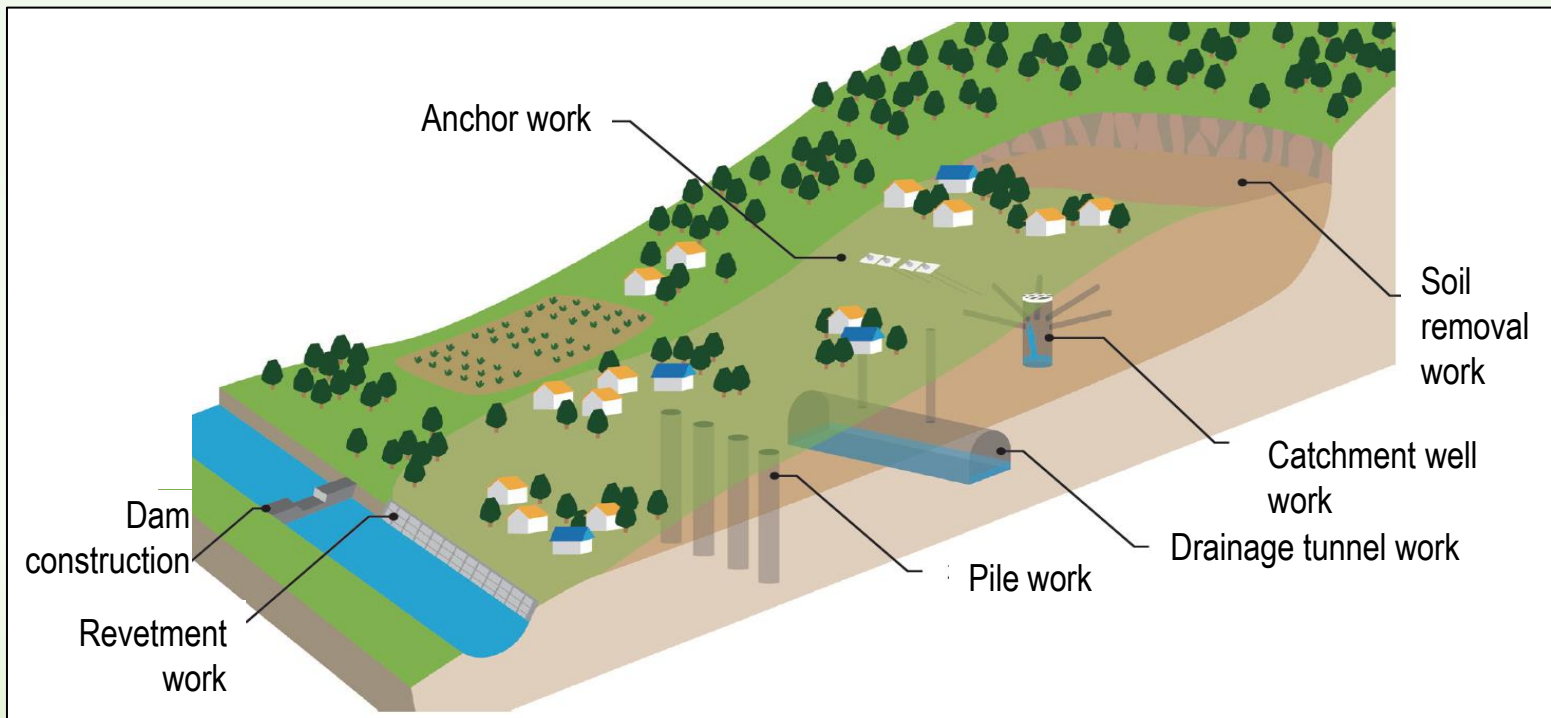 Anchor work
Soil
removal
work
Catchment well
work
Drainage tunnel work
Pile work
Dam
construction
Revetment
work